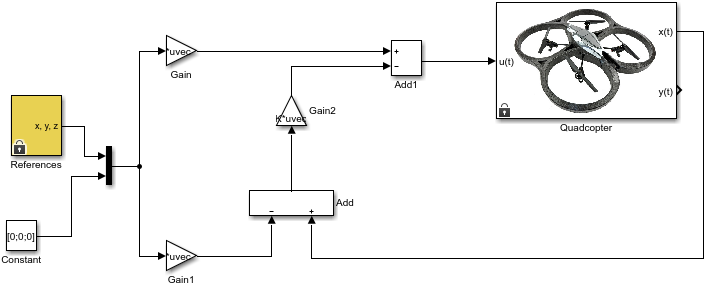 *uvec
Gain
+
−
Add1
u(t)
x(t)
y(t)
Quadcopter
x, y, z
References
K*uvec
Gain2
−
+
Add
[0;0;0]
Constant
*uvec
Gain1